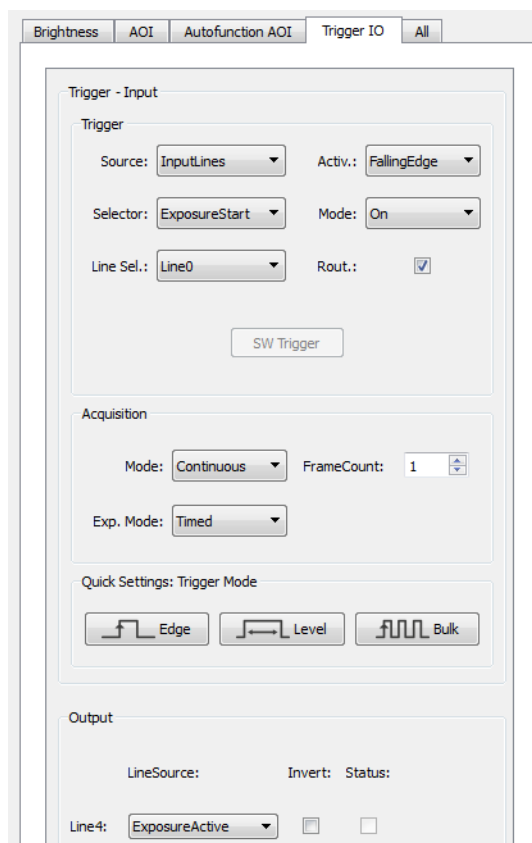 Brightness AOI Autofunction AOI Trigger IO All
Trigger - Input
Trigger
Source: InputLines Activ.: FallingEdge
Selector: ExposureStart Mode: On
Line Sel.: Line0 Rout.:
SW Trigger
Acquisition
Mode: Continuous FrameCount: 1
Exp. Mode: Timed
Quick Settings: Trigger Mode
Edge Level Bulk
Output
LineSource: Invert: Status:
Line4: ExposureActive